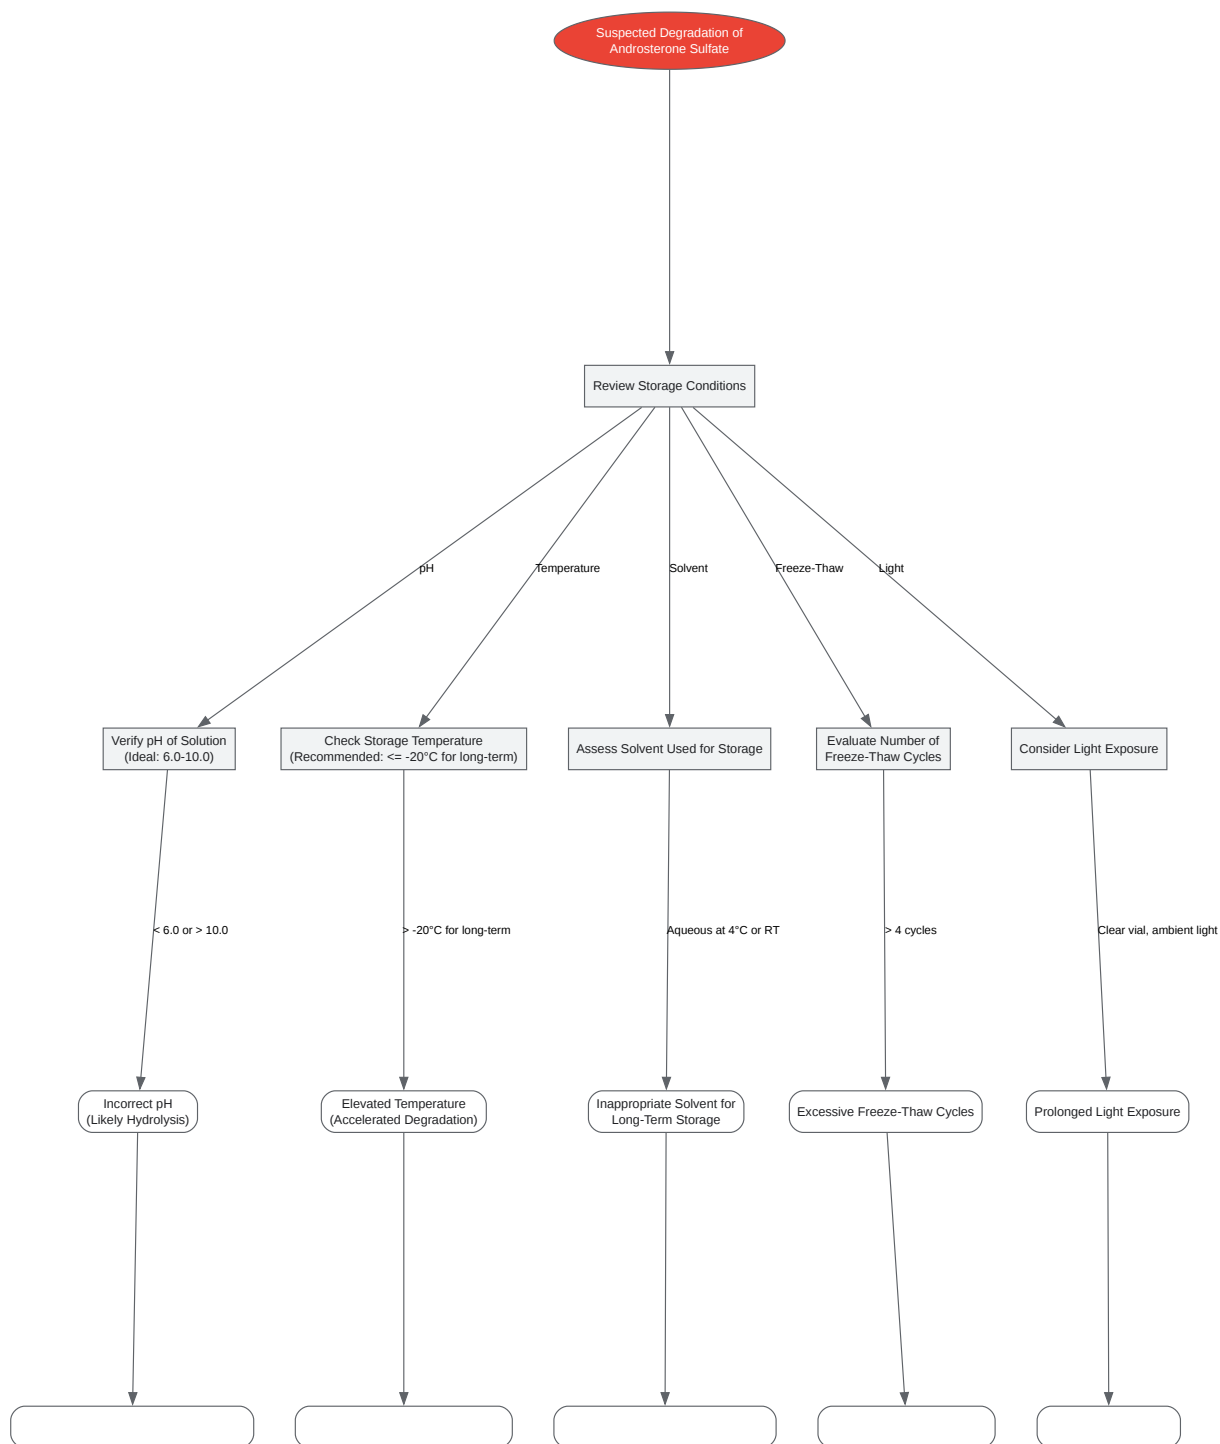 Suspected Degradation of
Androsterone Sulfate
Review Storage Conditions
pH
Temperature
Solvent
Freeze-Thaw
Light
Verify pH of Solution
(Ideal: 6.0-10.0)
Check Storage Temperature
(Recommended: <= -20°C for long-term)
Assess Solvent Used for Storage
Evaluate Number of
Freeze-Thaw Cycles
Consider Light Exposure
< 6.0 or > 10.0
> -20°C for long-term
Aqueous at 4°C or RT
> 4 cycles
Clear vial, ambient light
Incorrect pH
(Likely Hydrolysis)
Elevated Temperature
(Accelerated Degradation)
Inappropriate Solvent for
Long-Term Storage
Excessive Freeze-Thaw Cycles
Prolonged Light Exposure